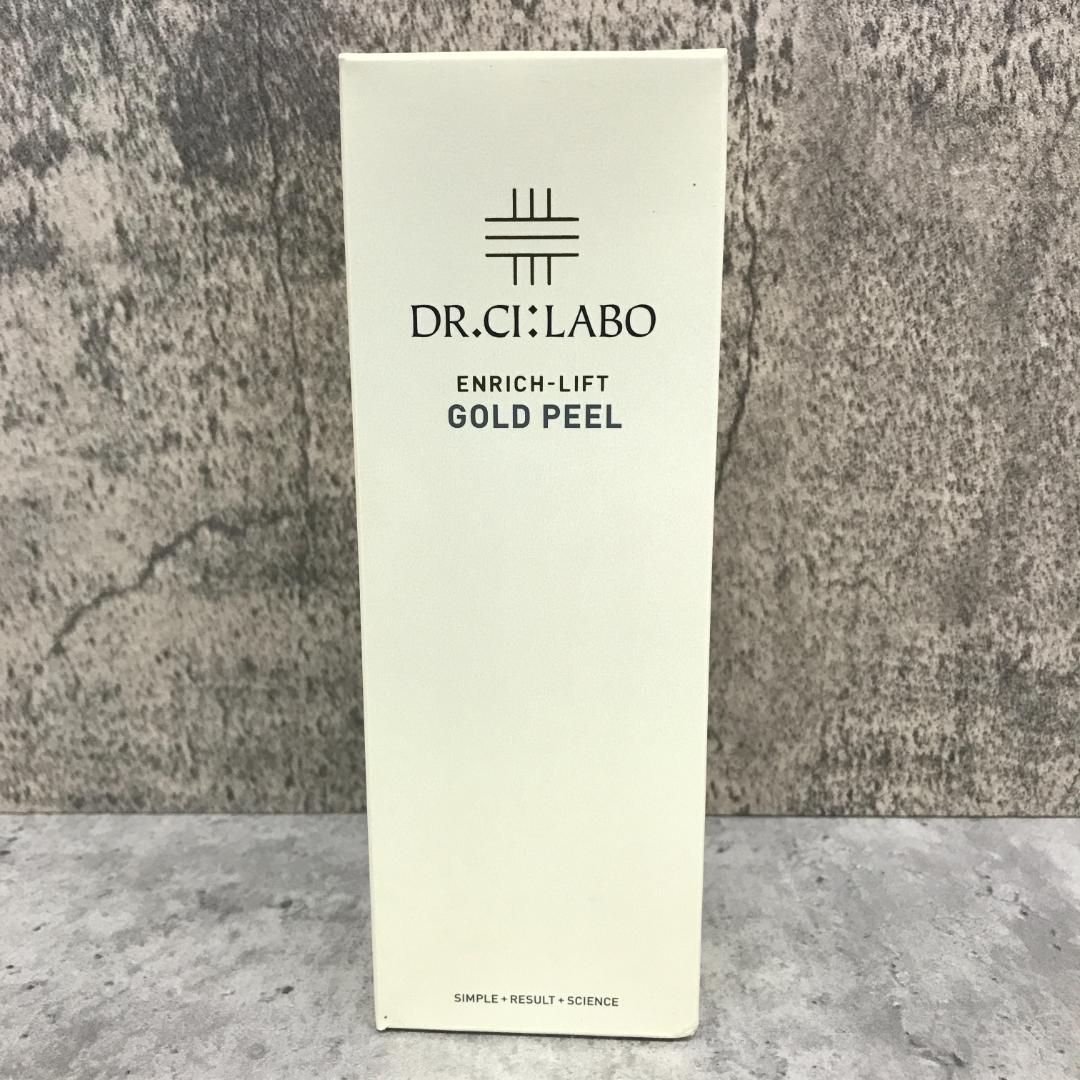 DR.CI:LABO
ENRICH-LIFT
GOLD PEEL
SIMPLE+RESULT+SCIENCE